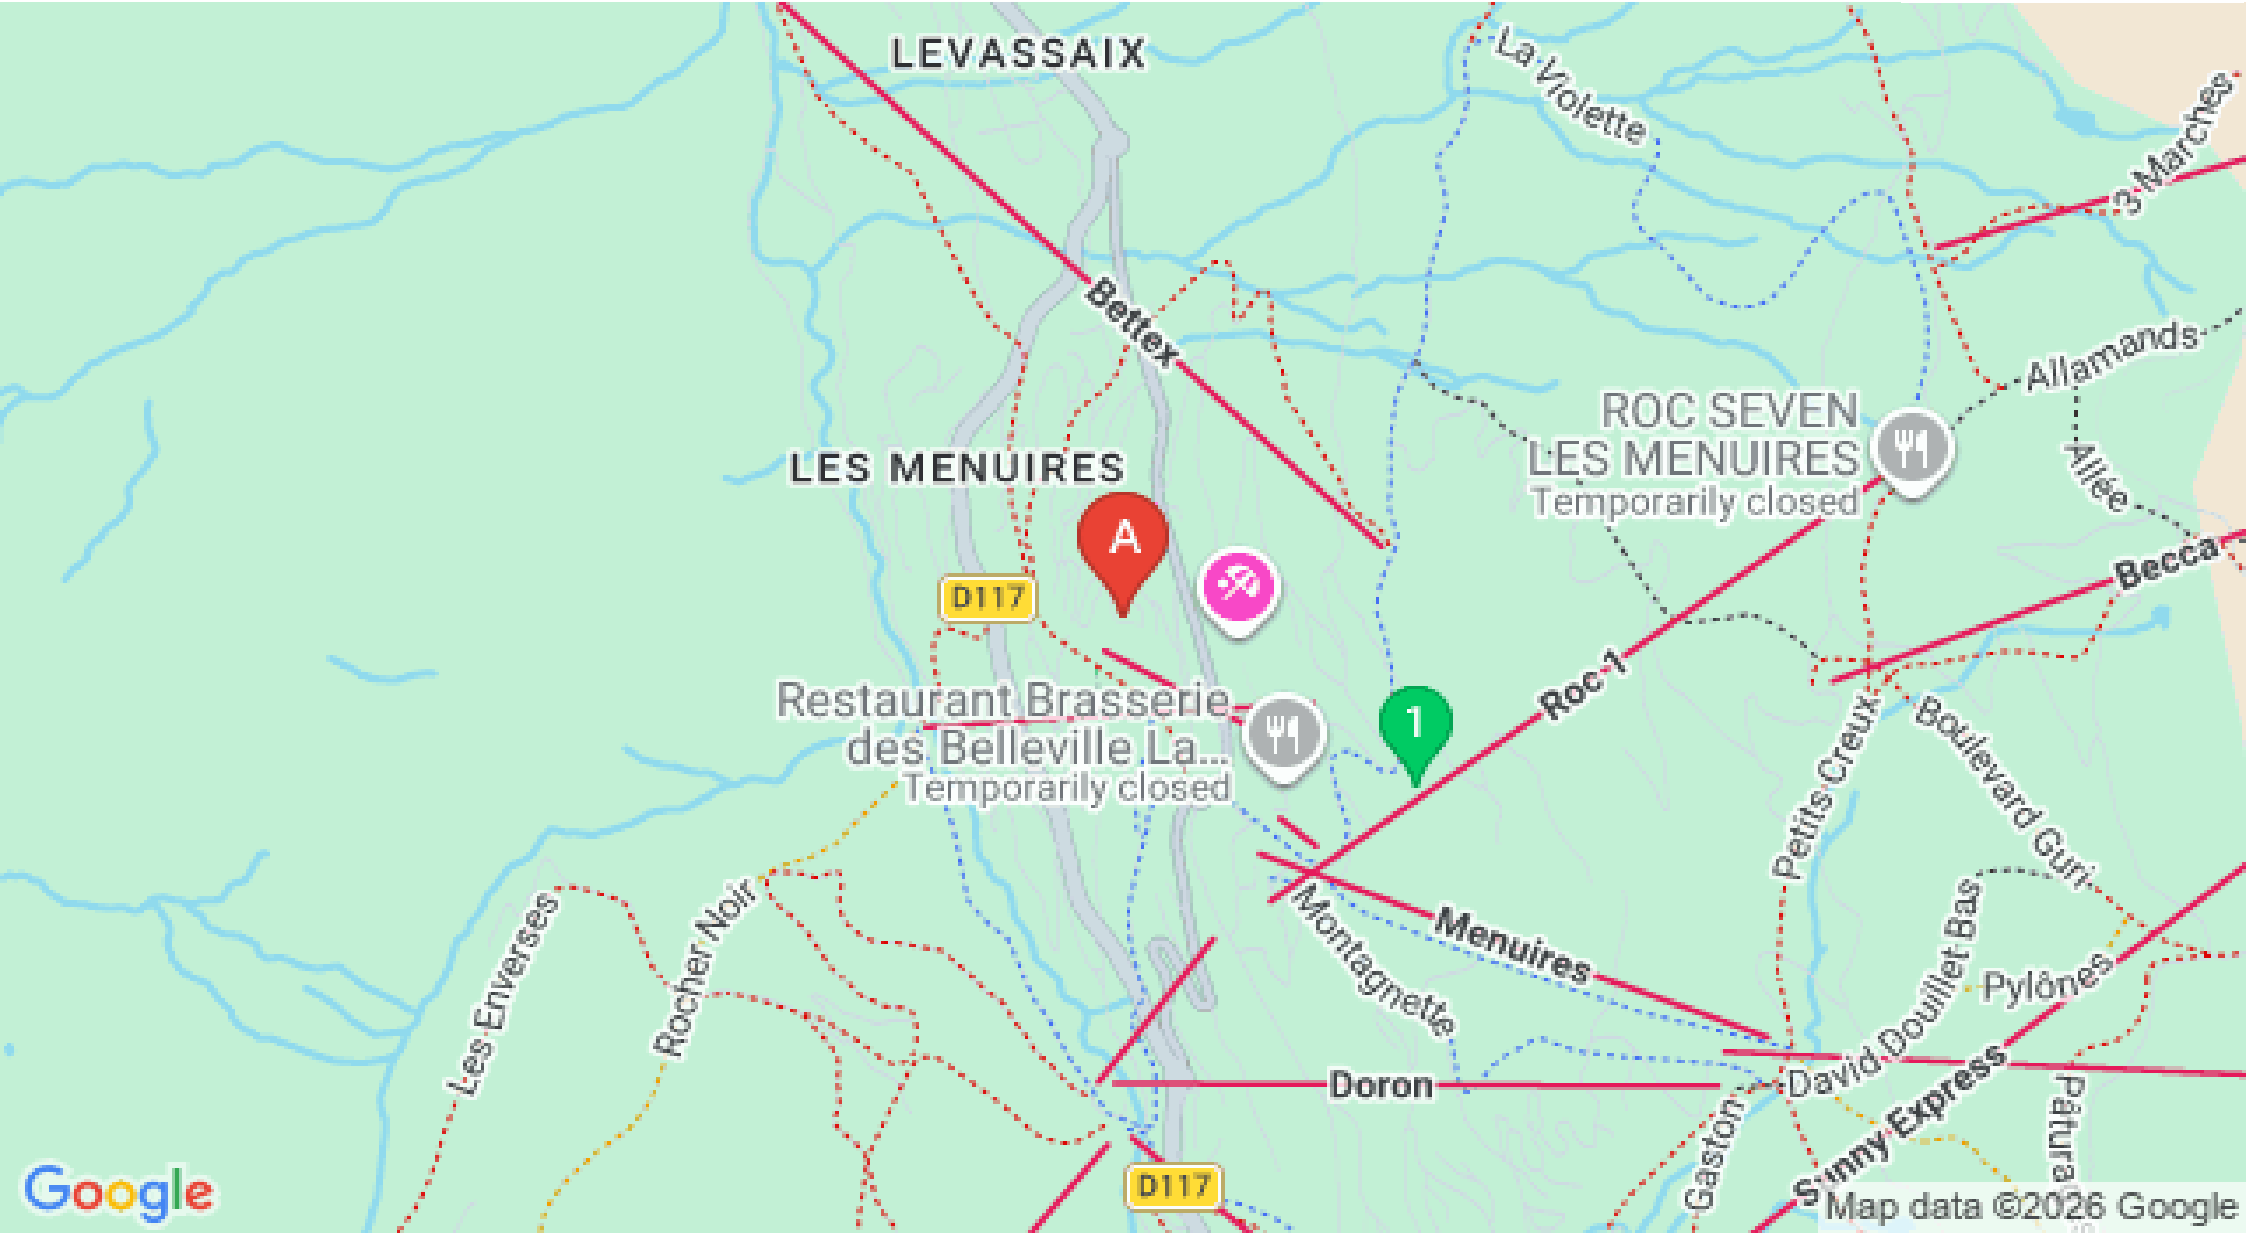 LEVASSAIX
La Violette
3 Marches
Bettex
Allamands
ROC SEVEN
LES MENUIRES
Temporarily closed
Allée
LES MENUIRES
A
D117
Becca
Roc 1
1
Restaurant Brasserie
des Belleville La...
Temporarily closed
Petits Creux
Boulevard Guri
Les Enverses
Rocher Noir
Montagnette
Menuires
David Douillet Bas
Pylônes
Doron
Gaston
Sunny Express
D117
Google
Map data ©2026 Google